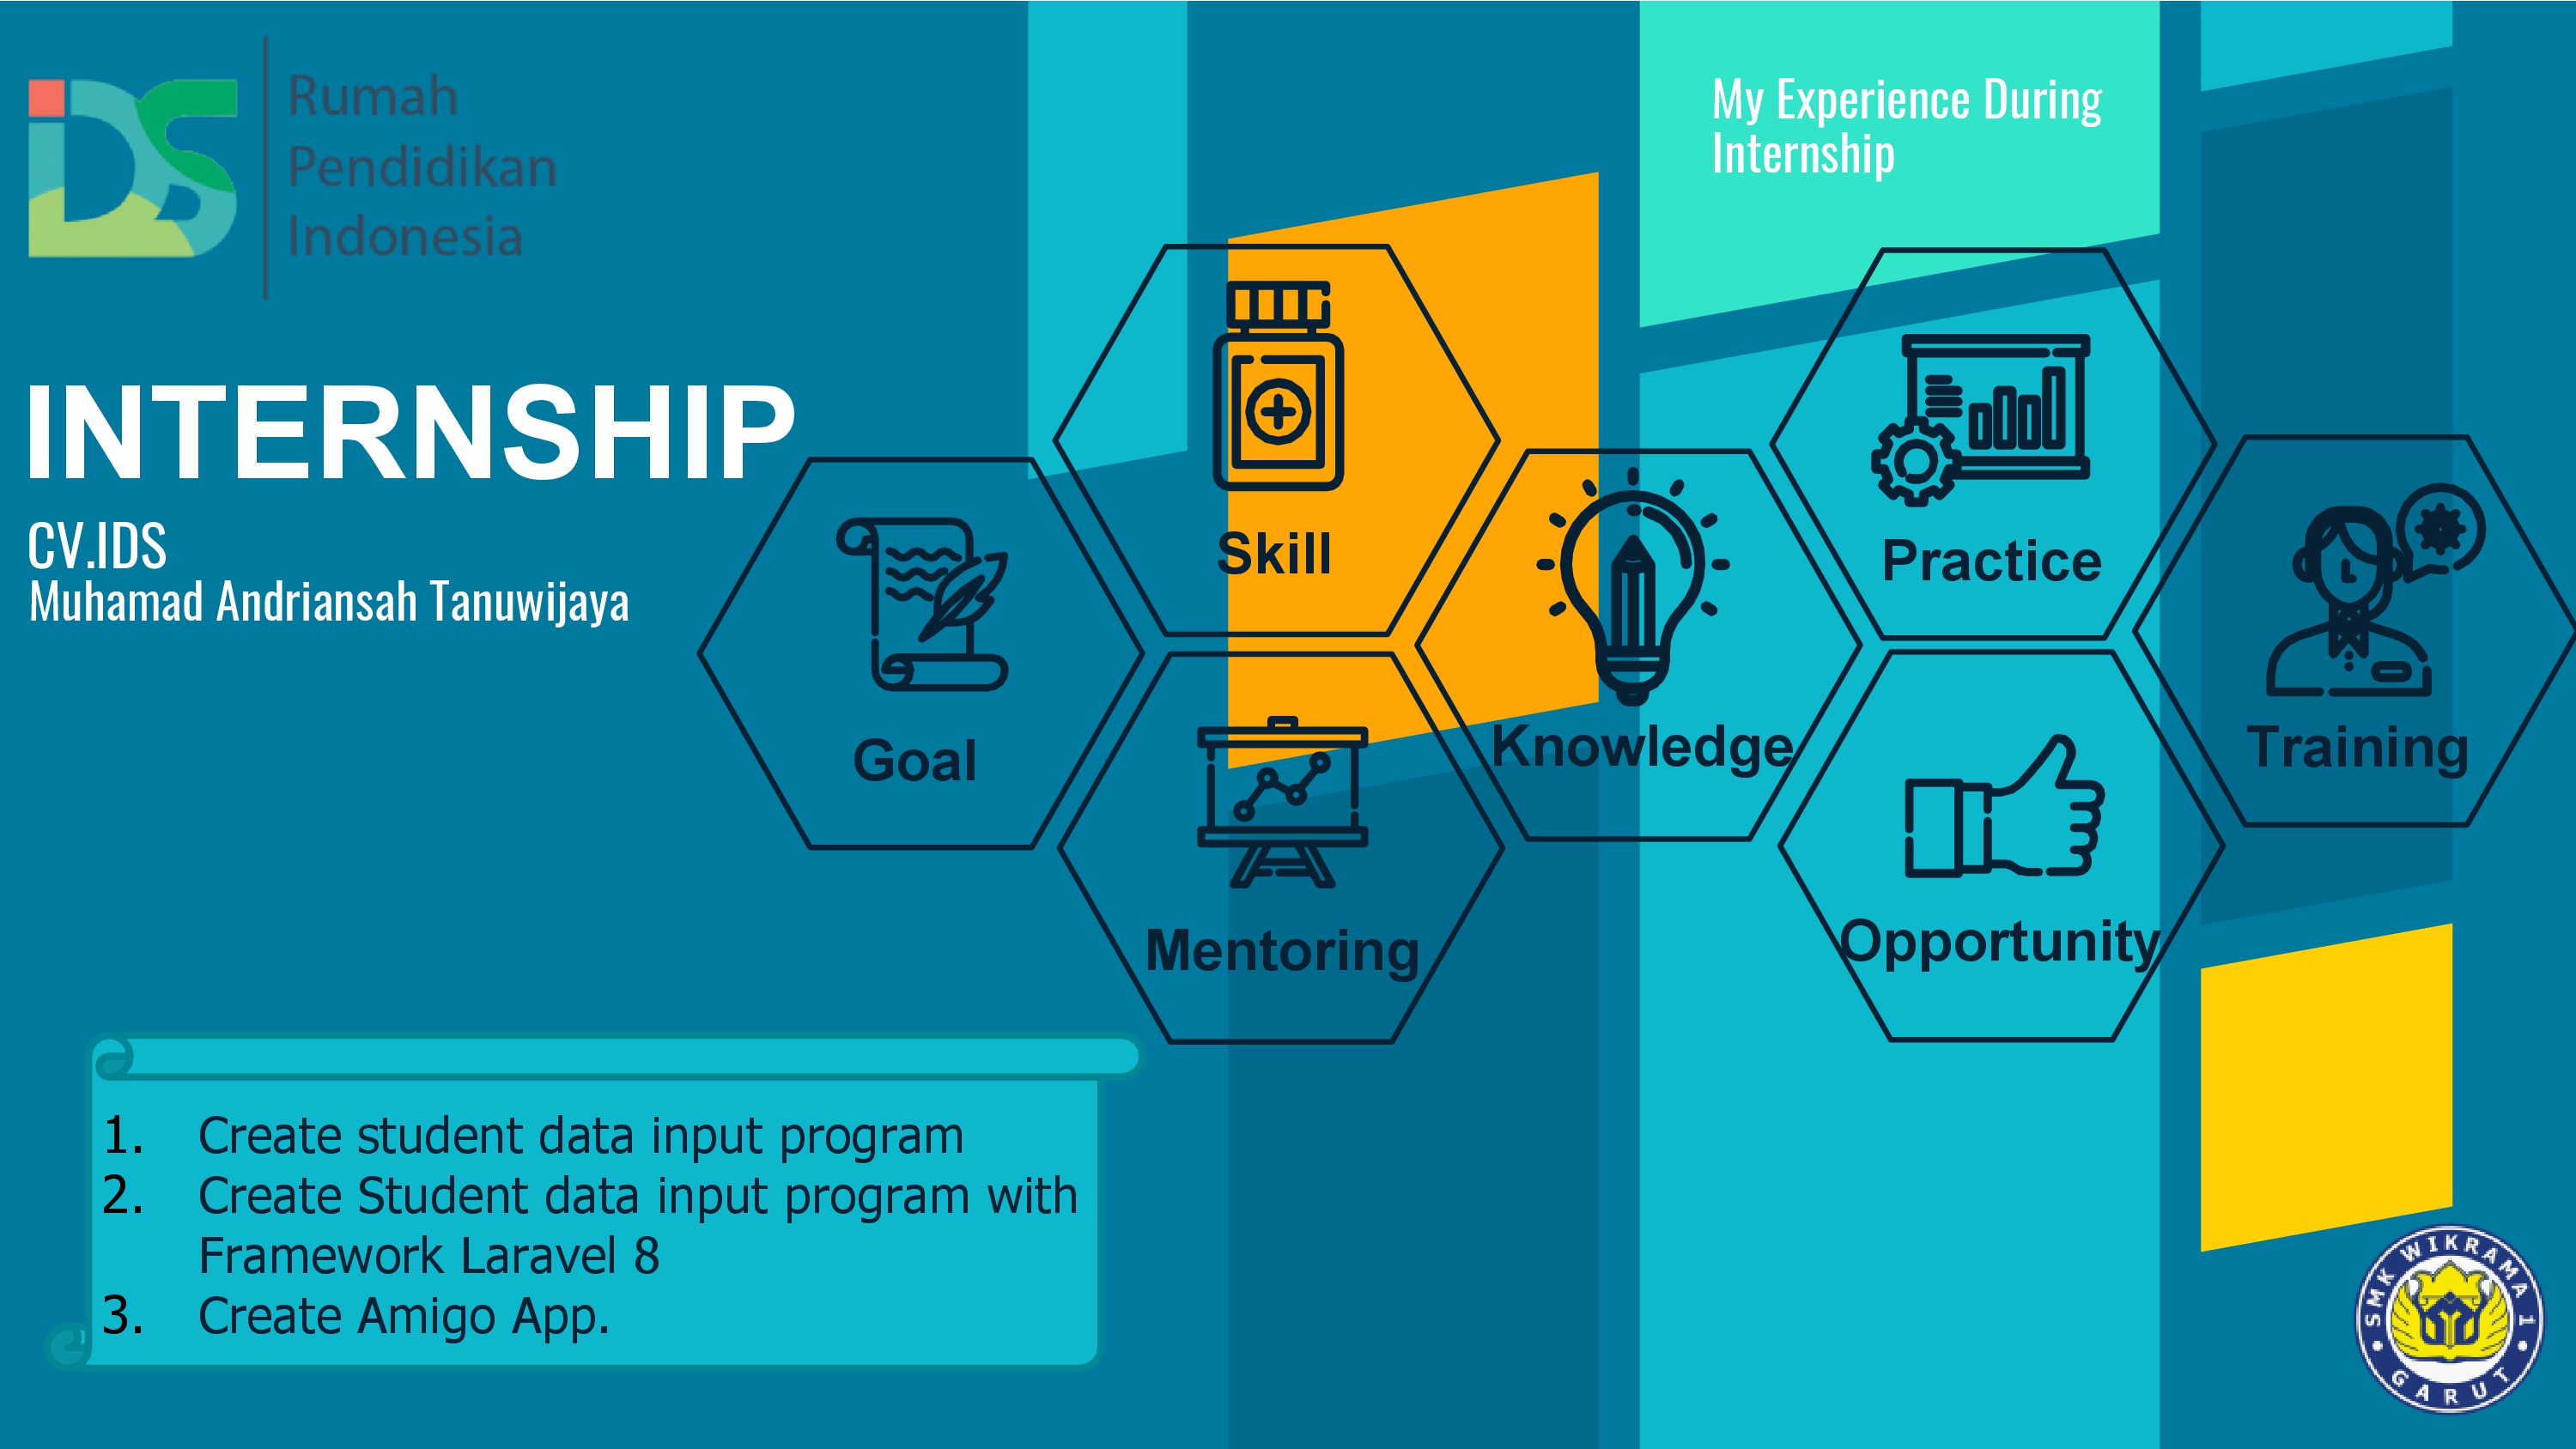 iDS
Rumah
Pendidikan
Indonesia
My Experience During
Internship
INTERNSHIP
CV.IDS
Muhamad Andriansah Tanuwijaya
Goal
Skill
Mentoring
Knowledge
Practice
Opportunity
Training
1. Create student data input program
2. Create Student data input program with
Framework Laravel 8
3. Create Amigo App.
SMK WIKRAMA 1
GARUT